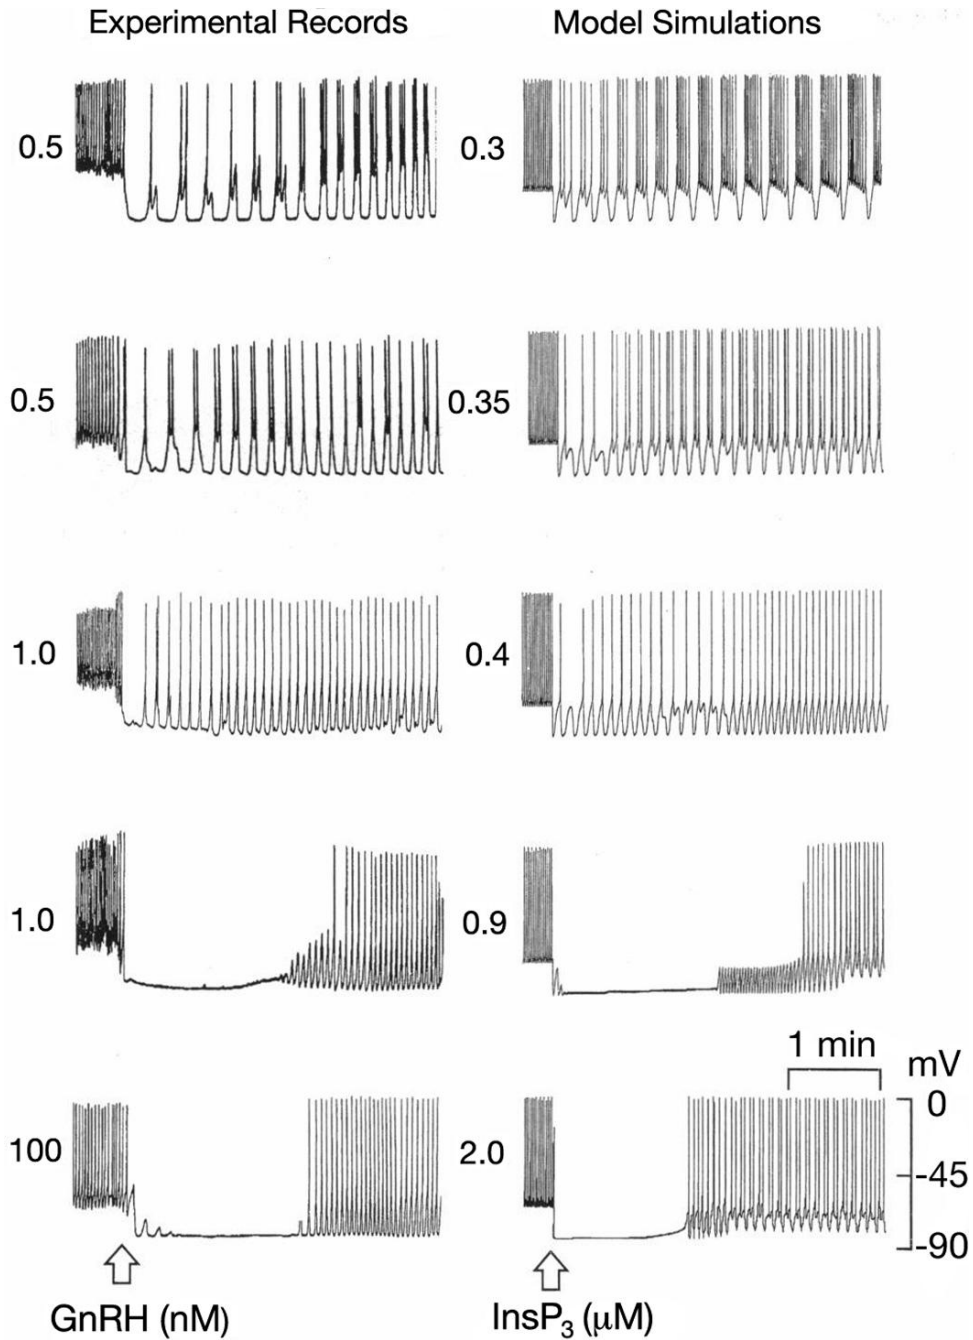 Experimental Records
Model Simulations
0.5
0.3
0.5
0.35
1.0
0.4
1.0
0.9
1 min
mV
0
-45
-90
100
2.0
GnRH (nM)
InsP₃ (μM)